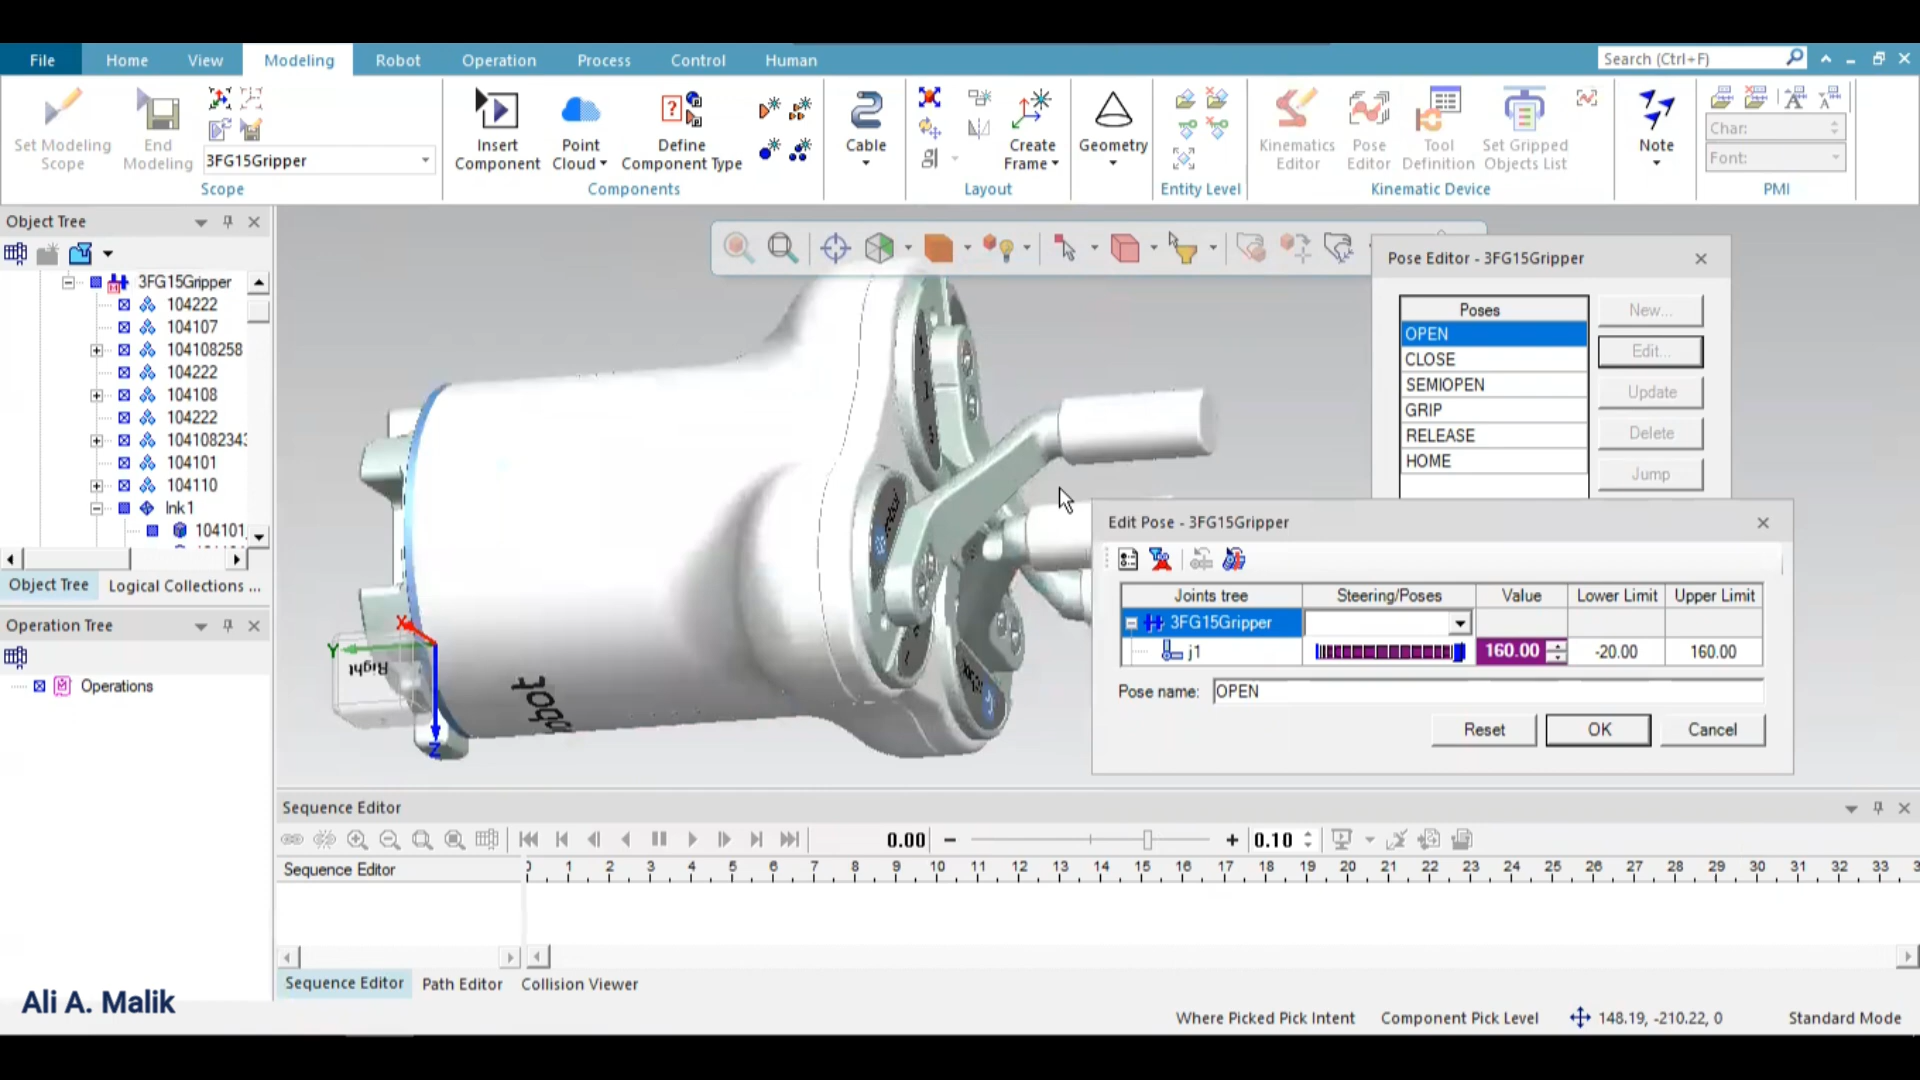 File Home View Modeling Robot Operation Process Control Human Search (Ctrl+F)
Set Modeling Scope
End Modeling
3FG15Gripper
Scope
Insert Component
Point Cloud
Define Component Type
Components
Cable
Create Frame
Layout
Geometry
Entity Level
Kinematics Editor
Pose Editor
Tool Definition
Set Gripped Objects List
Kinematic Device
Note
Char:
Font:
PMI
Object Tree
3FG15Gripper
104222
104107
104108258
104222
104108
104222
104108234
104101
104110
lnk1
104101
Object Tree Logical Collections ...
Operation Tree
Operations
Y X Z
Right
Pose Editor - 3FG15Gripper
Poses
OPEN
CLOSE
SEMIOPEN
GRIP
RELEASE
HOME
New...
Edit...
Update
Delete
Jump
Edit Pose - 3FG15Gripper
Joints tree Steering/Poses Value Lower Limit Upper Limit
3FG15Gripper
j1 160.00 -20.00 160.00
Pose name: OPEN
Reset OK Cancel
Sequence Editor
0.00 0.10
Sequence Editor
1 2 3 4 5 6 7 8 9 10 11 12 13 14 15 16 17 18 19 20 21 22 23 24 25 26 27 28 29 30 31 32 33
Sequence Editor Path Editor Collision Viewer
Ali A. Malik
Where Picked Pick Intent Component Pick Level 148.19, -210.22, 0 Standard Mode